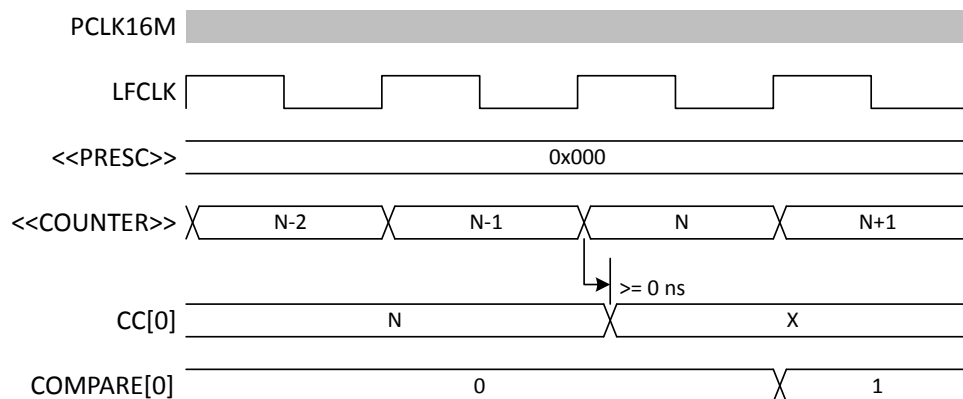 PCLK16M
LFCLK
<<PRESC>> 0x000
<<COUNTER>> N-2 N-1 N N+1
>= 0 ns
CC[0] N X
COMPARE[0] 0 1